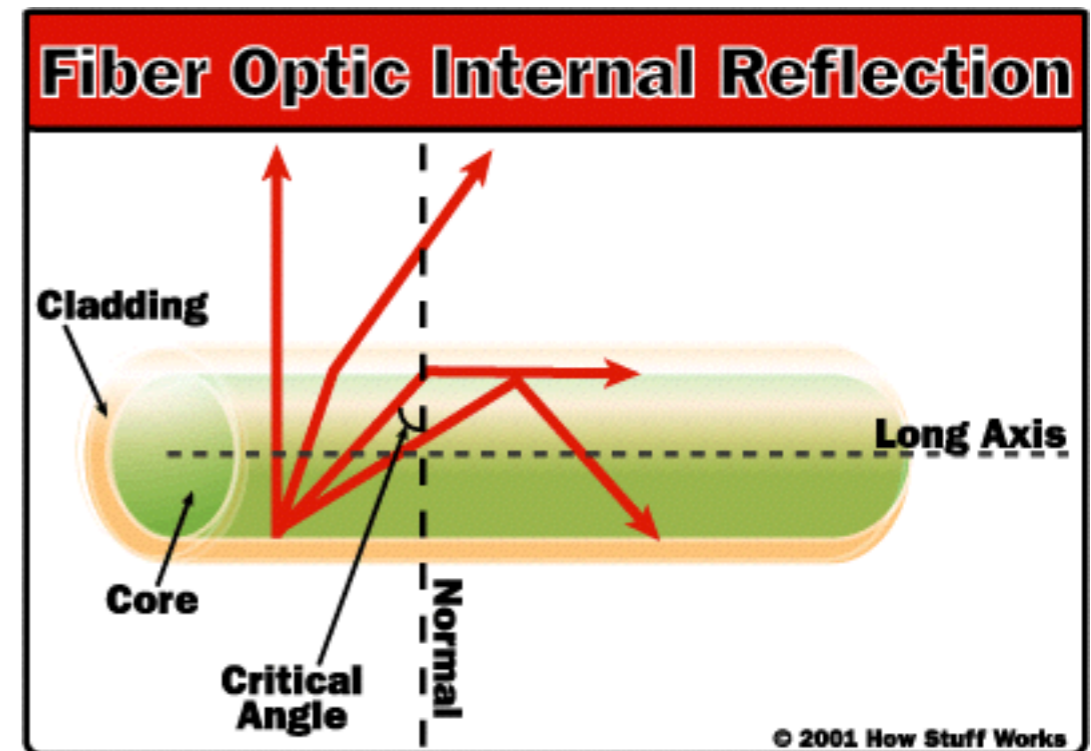 Fiber Optic Internal Reflection
Cladding
Long Axis
Core
Normal
Critical
Angle
© 2001 How Stuff Works